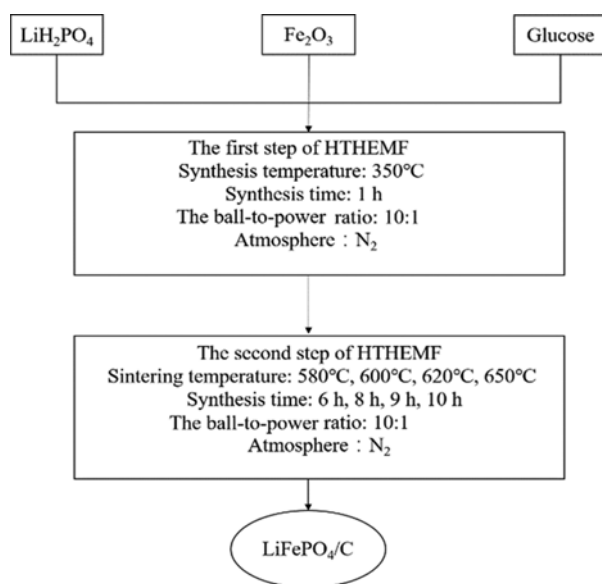 LiH₂PO₄
Fe₂O₃
Glucose
The first step of HTHEMF
Synthesis temperature: 350℃
Synthesis time: 1 h
The ball-to-power ratio: 10:1
Atmosphere：N₂
The second step of HTHEMF
Sintering temperature: 580℃, 600℃, 620℃, 650℃
Synthesis time: 6 h, 8 h, 9 h, 10 h
The ball-to-power ratio: 10:1
Atmosphere：N₂
LiFePO₄/C